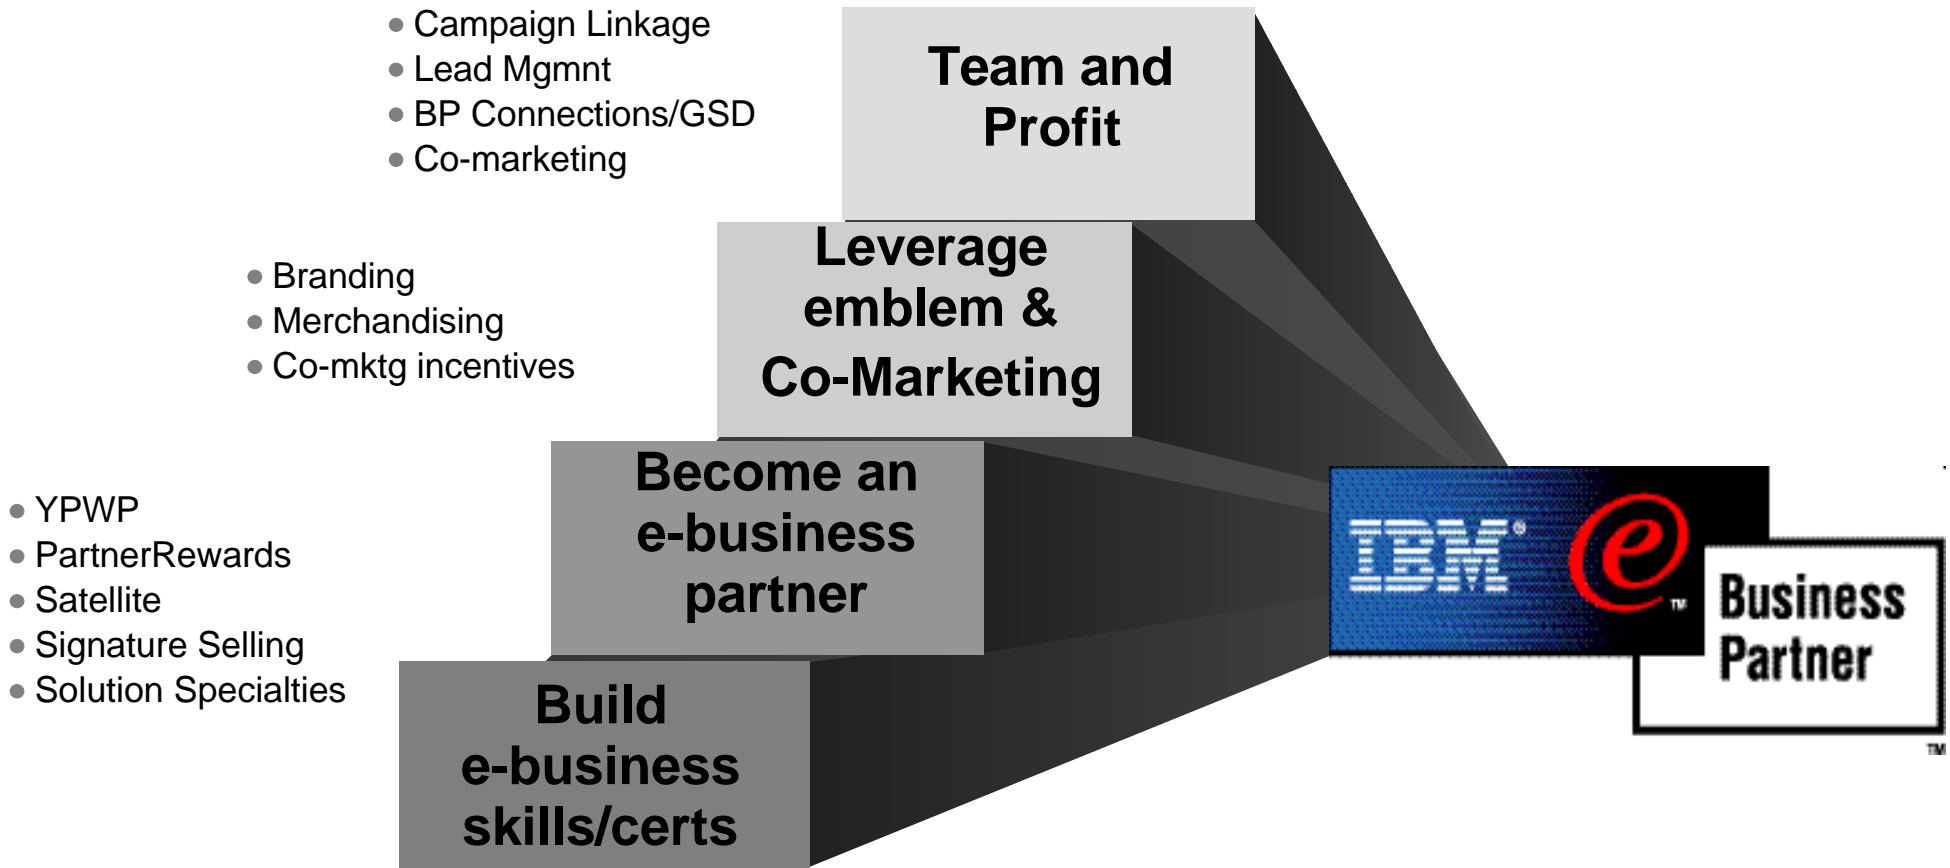 Campaign Linkage
Lead Mgmnt
BP Connections/GSD
Co-marketing
Team and
Profit
Branding
Merchandising
Co-mktg incentives
Leverage
emblem &
Co-Marketing
YPWP
PartnerRewards
Satellite
Signature Selling
Solution Specialties
Become an
e-business
partner
Build
e-business
skills/certs
IBM® e™
Business
Partner
TM